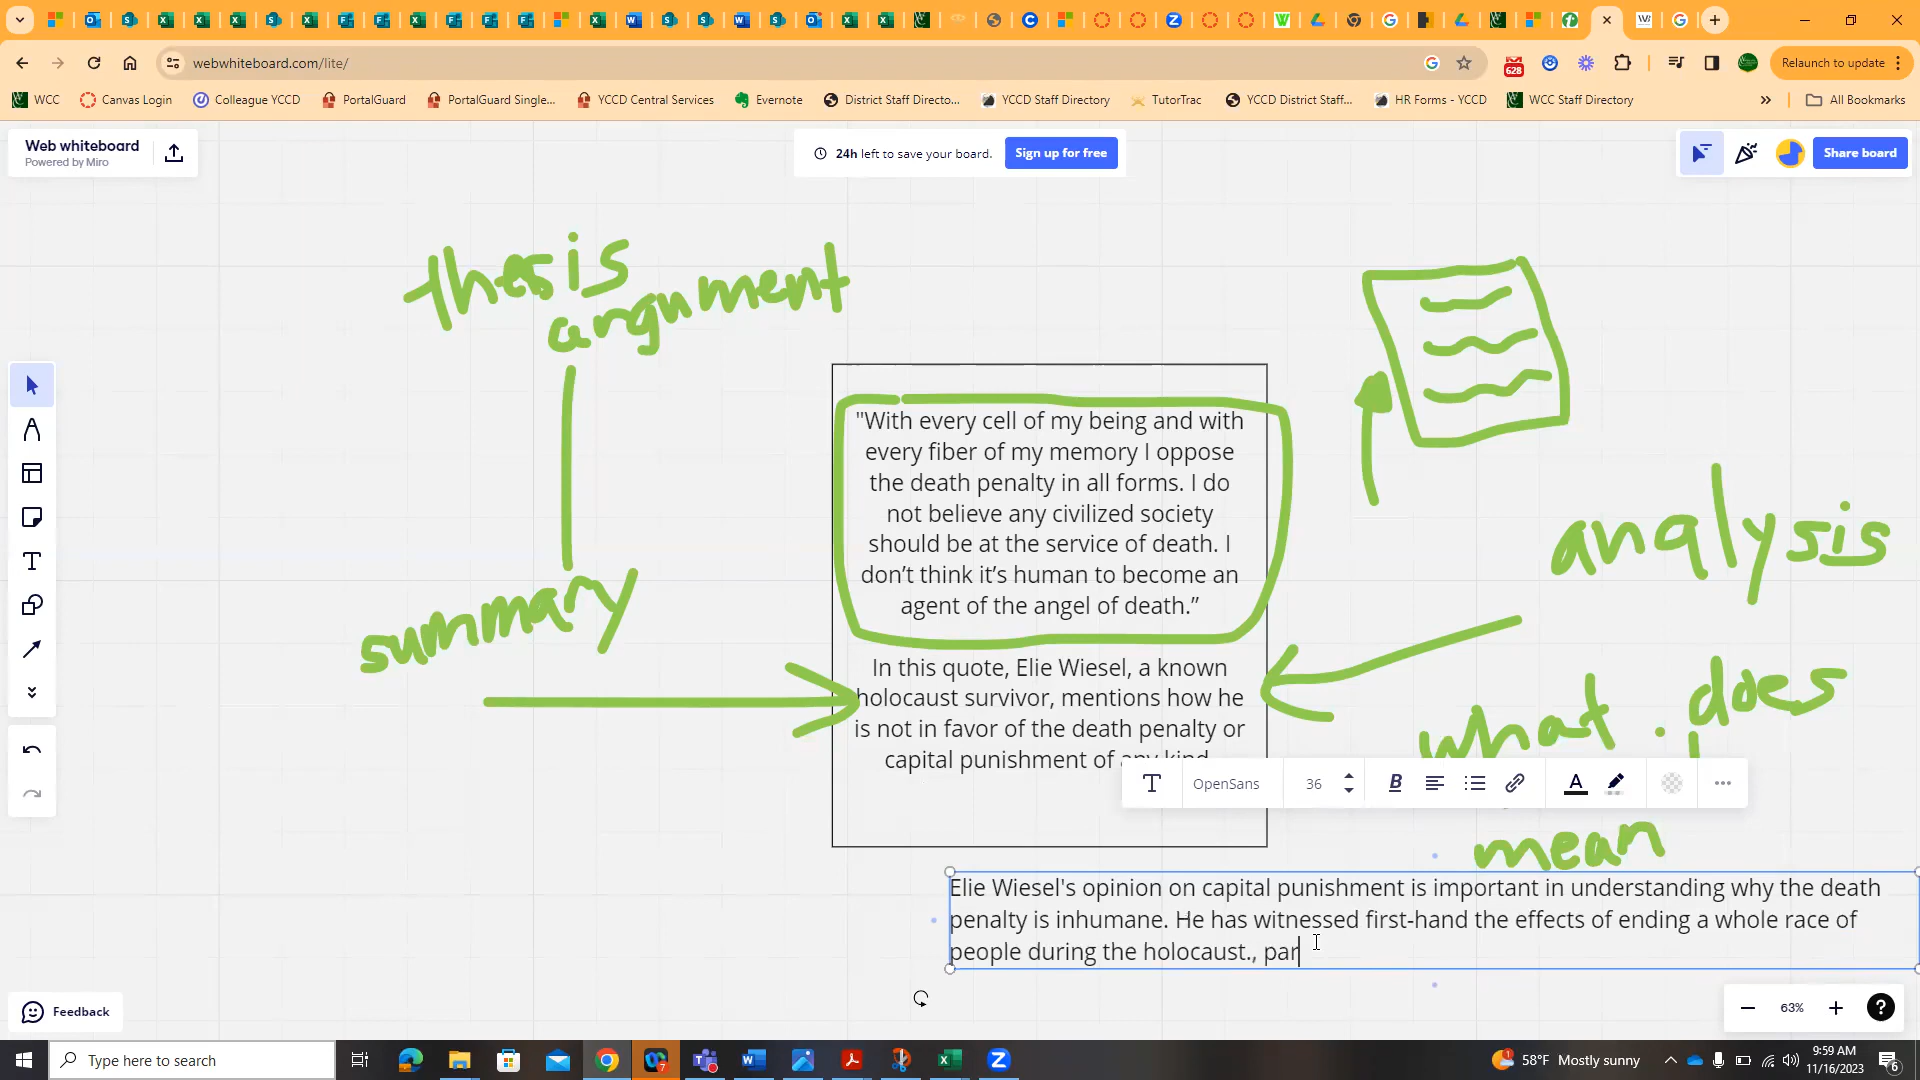 webwhiteboard.com/lite/
628
Relaunch to update
WCC
Canvas Login
Colleague YCCD
PortalGuard
PortalGuard Single...
YCCD Central Services
Evernote
District Staff Directo...
YCCD Staff Directory
TutorTrac
YCCD District Staff...
HR Forms - YCCD
WCC Staff Directory
All Bookmarks
Web whiteboard
Powered by Miro
24h left to save your board.
Sign up for free
Share board
thesis
argument
summary
"With every cell of my being and with
every fiber of my memory I oppose
the death penalty in all forms. I do
not believe any civilized society
should be at the service of death. I
don’t think it’s human to become an
agent of the angel of death.”
In this quote, Elie Wiesel, a known
holocaust survivor, mentions how he
is not in favor of the death penalty or
capital punishment of any kind
analysis
what does
mean
OpenSans
36
B
A
Elie Wiesel's opinion on capital punishment is important in understanding why the death
penalty is inhumane. He has witnessed first-hand the effects of ending a whole race of
people during the holocaust., par
Feedback
63%
Type here to search
58°F Mostly sunny
9:59 AM
11/16/2023
6